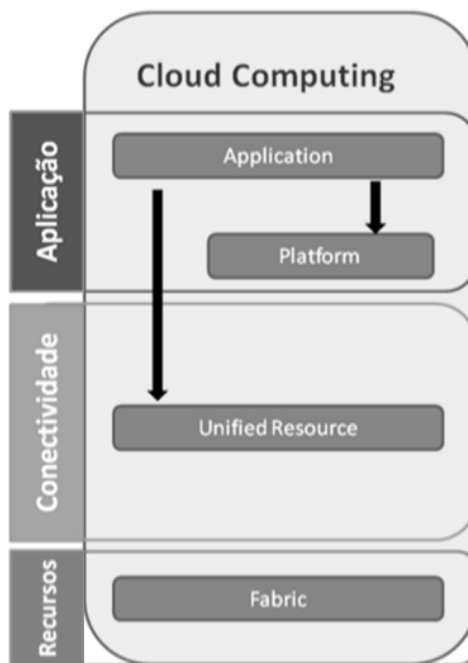 Cloud Computing
Aplicação
Application
Platform
Conectividade
Unified Resource
Recursos
Fabric